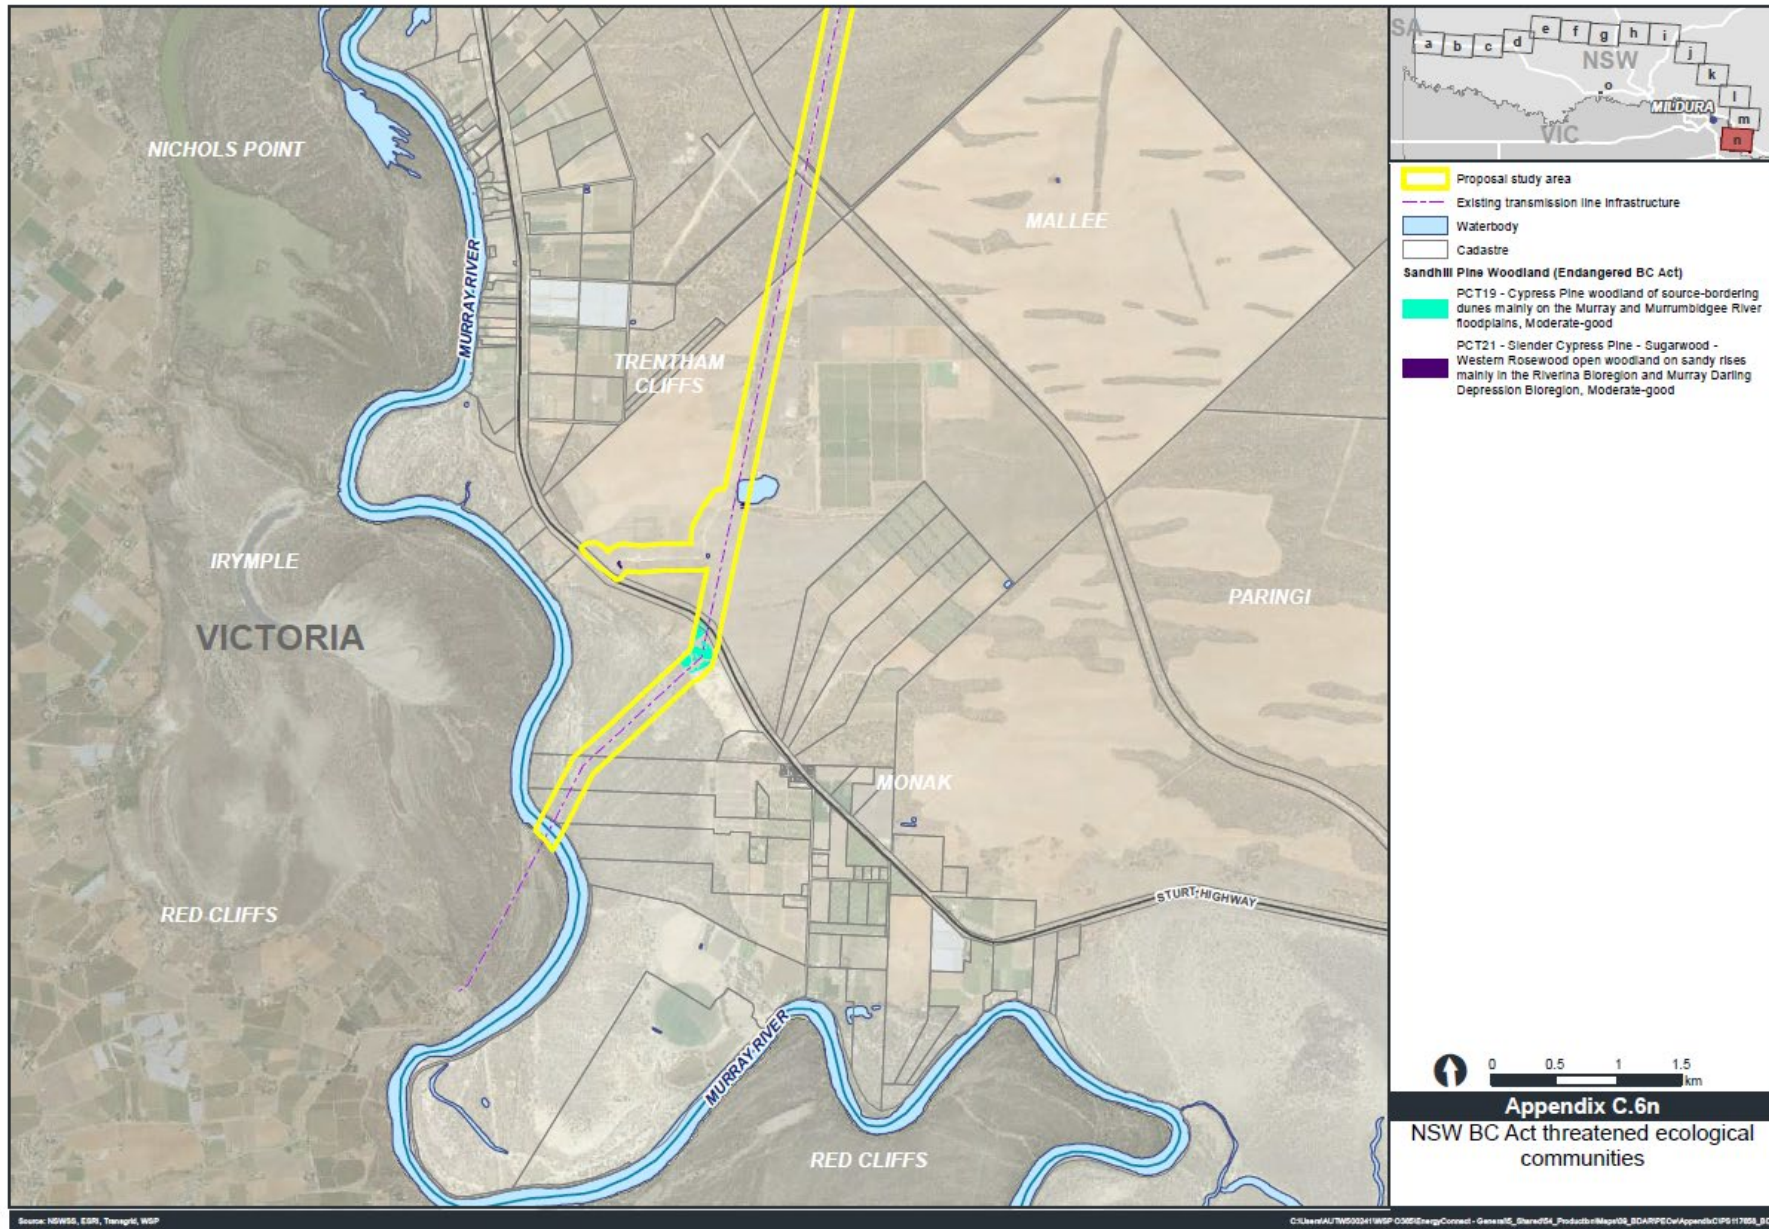 SA
a
b
c
d
e
f
g
h
i
j
k
l
m
n
o
NSW
MILDURA
VIC
NICHOLS POINT
MURRAY RIVER
MALLEE
TRENTHAM
CLIFFS
IRYMPLE
VICTORIA
PARINGI
MONAK
RED CLIFFS
STURT HIGHWAY
MURRAY RIVER
RED CLIFFS
Proposal study area
Existing transmission line infrastructure
Waterbody
Cadastre
Sandhill Pine Woodland (Endangered BC Act)
PCT19 - Cypress Pine woodland of source-bordering
dunes mainly on the Murray and Murrumbidgee River
floodplains, Moderate-good
PCT21 - Slender Cypress Pine - Sugarwood -
Western Rosewood open woodland on sandy rises
mainly in the Riverina Bioregion and Murray Darling
Depression Bioregion, Moderate-good
0 0.5 1 1.5
km
Appendix C.6n
NSW BC Act threatened ecological
communities
Source: NSWSS, ESRI, Transgrid, WSP